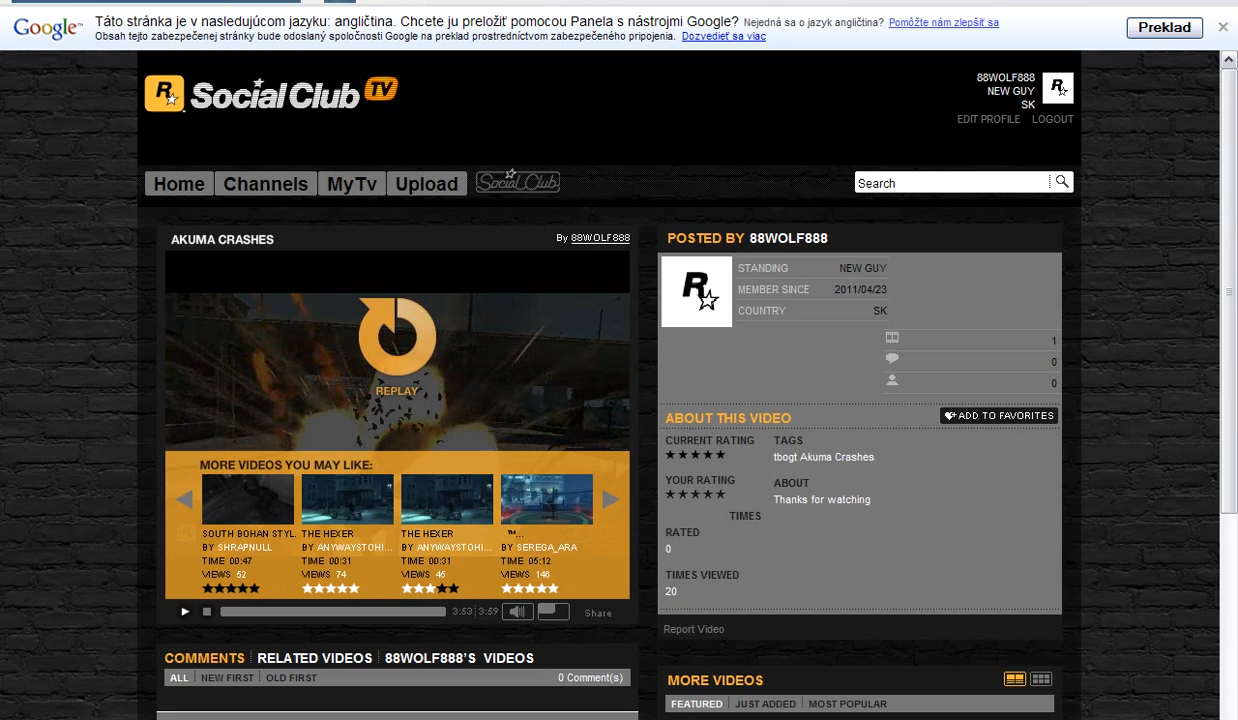 Google™ Táto stránka je v nasledujúcom jazyku: angličtina. Chcete ju preložiť pomocou Panela s nástrojmi Google? Nejedná sa o jazyk angličtina? Pomôžte nám zlepšiť sa
Obsah tejto zabezpečenej stránky bude odoslaný spoločnosti Google na preklad prostredníctvom zabezpečeného pripojenia. Dozvedieť sa viac
Preklad
R Social Club TV
88WOLF888
NEW GUY
SK
EDIT PROFILE LOGOUT
Home Channels MyTv Upload Social Club
Search
AKUMA CRASHES By 88WOLF888
REPLAY
MORE VIDEOS YOU MAY LIKE:
SOUTH BOHAN STYL.
BY SHRAPNULL
TIME 00:47
VIEWS 52
THE HEXER
BY ANYWAYSTOHI...
TIME 00:31
VIEWS 74
THE HEXER
BY ANYWAYSTOHI...
TIME 00:31
VIEWS 45
™...
BY SEREGA_ARA
TIME 05:12
VIEWS 146
3:53 3:59 Share
COMMENTS RELATED VIDEOS 88WOLF888'S VIDEOS
ALL NEW FIRST OLD FIRST 0 Comment(s)
POSTED BY 88WOLF888
R
STANDING NEW GUY
MEMBER SINCE 2011/04/23
COUNTRY SK
1
0
0
ABOUT THIS VIDEO ADD TO FAVORITES
CURRENT RATING
YOUR RATING
TIMES
RATED
0
TIMES VIEWED
20
TAGS
tbogt Akuma Crashes
ABOUT
Thanks for watching
Report Video
MORE VIDEOS
FEATURED JUST ADDED MOST POPULAR